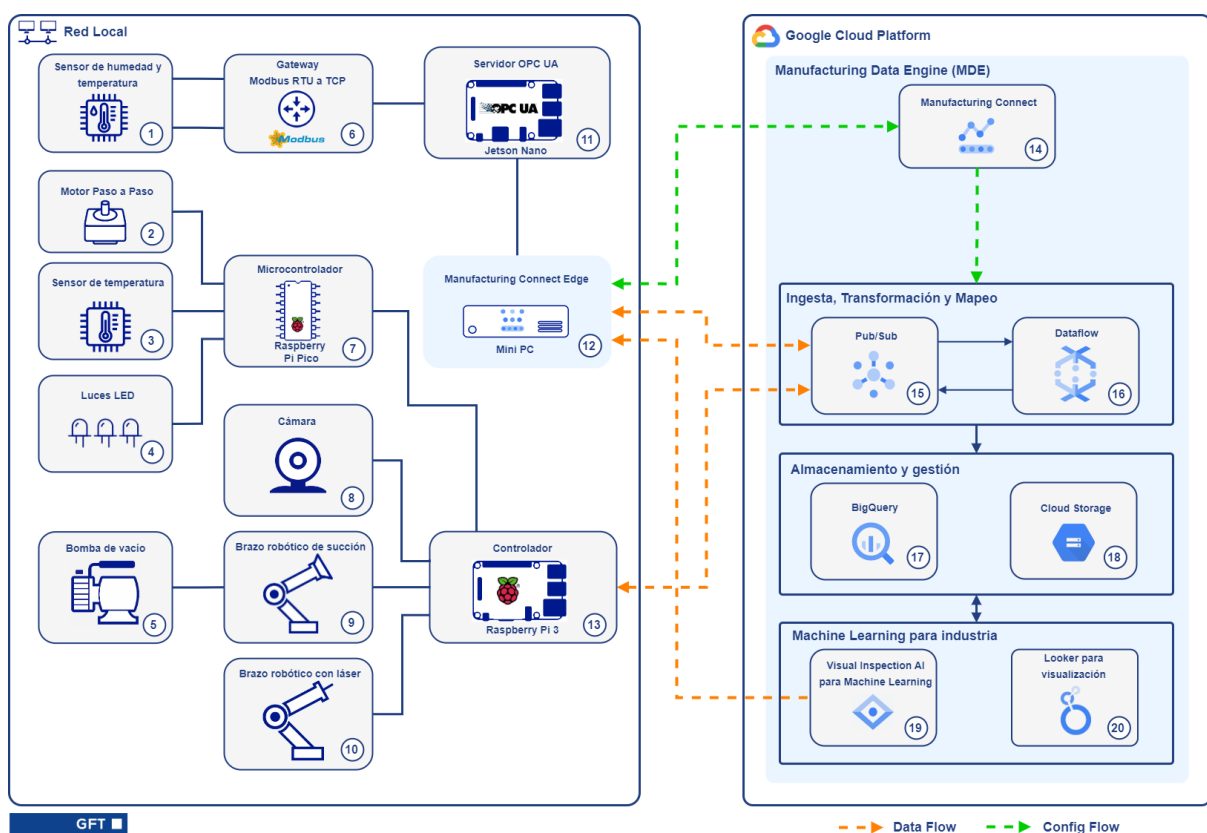 Red Local
Sensor de humedad y
temperatura
1
Gateway
Modbus RTU a TCP
Modbus
6
Servidor OPC UA
OPC UA
Jetson Nano
11
Motor Paso a Paso
2
Sensor de temperatura
3
Luces LED
4
Microcontrolador
Raspberry
Pi Pico
7
Manufacturing Connect Edge
Mini PC
12
Cámara
8
Bomba de vacío
5
Brazo robótico de succión
9
Brazo robótico con láser
10
Controlador
Raspberry Pi 3
13
Google Cloud Platform
Manufacturing Data Engine (MDE)
Manufacturing Connect
14
Ingesta, Transformación y Mapeo
Pub/Sub
15
Dataflow
16
Almacenamiento y gestión
BigQuery
17
Cloud Storage
18
Machine Learning para industria
Visual Inspection AI
para Machine Learning
19
Looker para
visualización
20
GFT
Data Flow
Config Flow